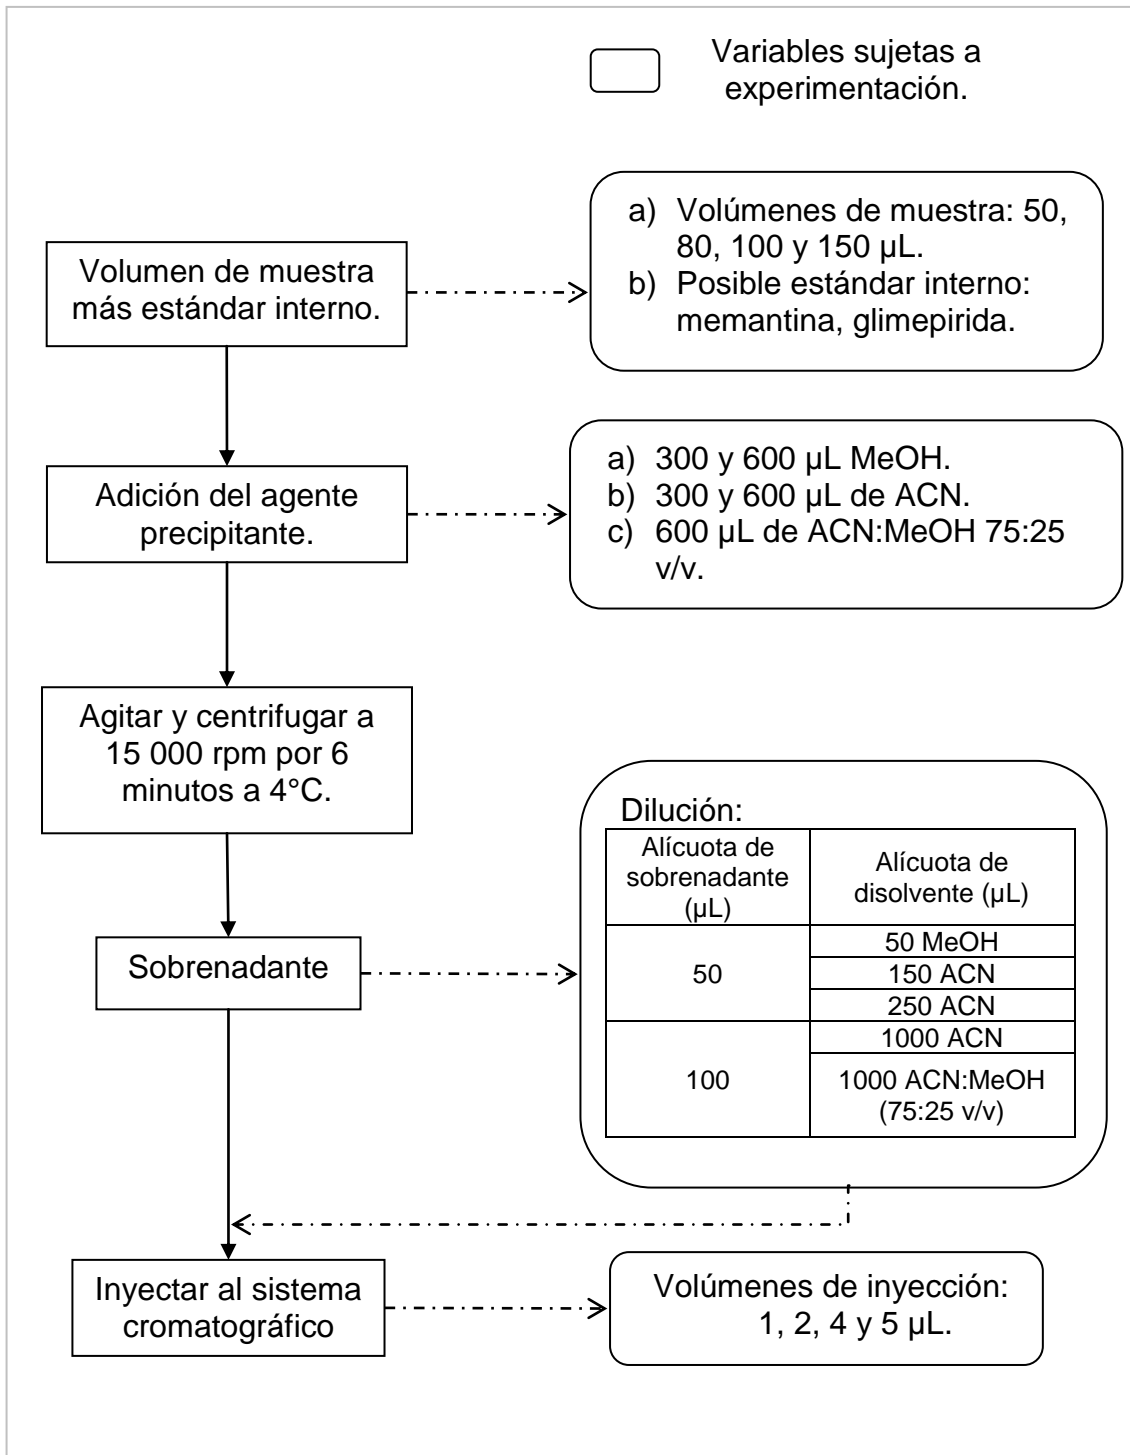 Variables sujetas a
experimentación.
a) Volúmenes de muestra: 50,
80, 100 y 150 µL.
b) Posible estándar interno:
memantina, glimepirida.
Volumen de muestra
más estándar interno.
a) 300 y 600 µL MeOH.
b) 300 y 600 µL de ACN.
c) 600 µL de ACN:MeOH 75:25
v/v.
Adición del agente
precipitante.
Agitar y centrifugar a
15 000 rpm por 6
minutos a 4°C.
Dilución:
Alícuota de
sobrenadante
(µL)
Alícuota de
disolvente (µL)
50
50 MeOH
150 ACN
250 ACN
100
1000 ACN
1000 ACN:MeOH
(75:25 v/v)
Sobrenadante
Inyectar al sistema
cromatográfico
Volúmenes de inyección:
1, 2, 4 y 5 µL.